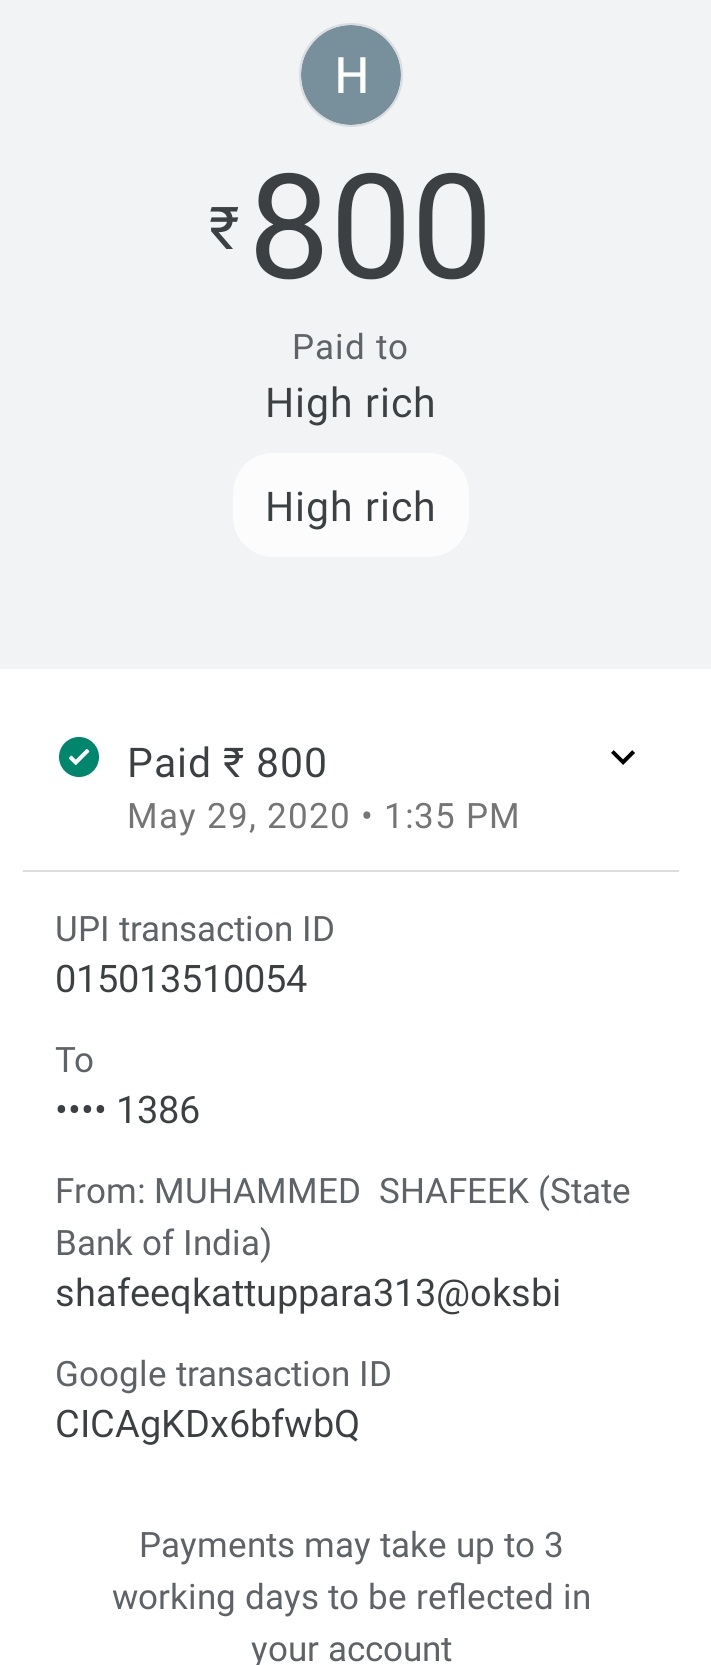 H
₹800
Paid to
High rich
High rich
Paid ₹ 800
May 29, 2020 • 1:35 PM
UPI transaction ID
015013510054
To
•••• 1386
From: MUHAMMED  SHAFEEK (State
Bank of India)
shafeeqkattuppara313@oksbi
Google transaction ID
CICAgKDx6bfwbQ
Payments may take up to 3
working days to be reflected in
your account